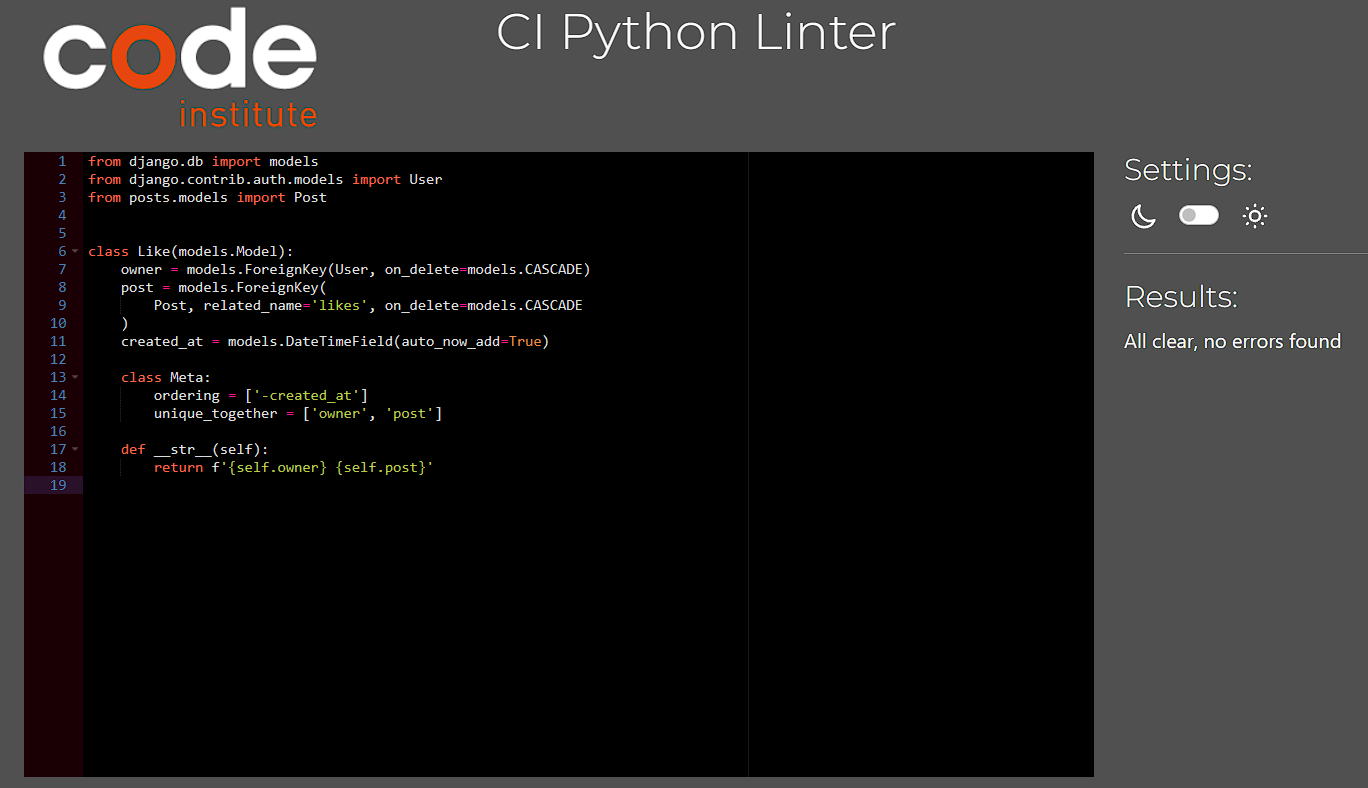 code
institute
CI Python Linter
1 from django.db import models
2 from django.contrib.auth.models import User
3 from posts.models import Post
4
5
6 class Like(models.Model):
7     owner = models.ForeignKey(User, on_delete=models.CASCADE)
8     post = models.ForeignKey(
9         Post, related_name='likes', on_delete=models.CASCADE
10     )
11     created_at = models.DateTimeField(auto_now_add=True)
12
13     class Meta:
14         ordering = ['-created_at']
15         unique_together = ['owner', 'post']
16
17     def __str__(self):
18         return f'{self.owner} {self.post}'
19
Settings:
Results:
All clear, no errors found